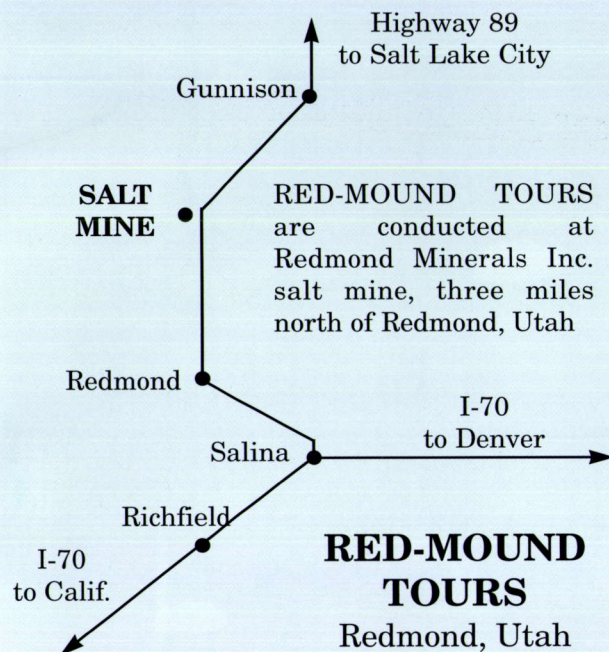 Highway 89
to Salt Lake City
Gunnison
SALT
MINE
RED-MOUND TOURS
are conducted at
Redmond Minerals Inc.
salt mine, three miles
north of Redmond, Utah
Redmond
I-70
to Denver
Salina
Richfield
I-70
to Calif.
RED-MOUND
TOURS
Redmond, Utah